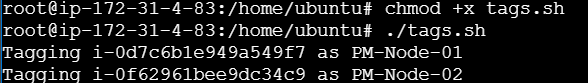 root@ip-172-31-4-83:/home/ubuntu# chmod +x tags.sh
root@ip-172-31-4-83:/home/ubuntu# ./tags.sh
Tagging i-0d7c6b1e949a549f7 as PM-Node-01
Tagging i-0f62961bee9dc34c9 as PM-Node-02